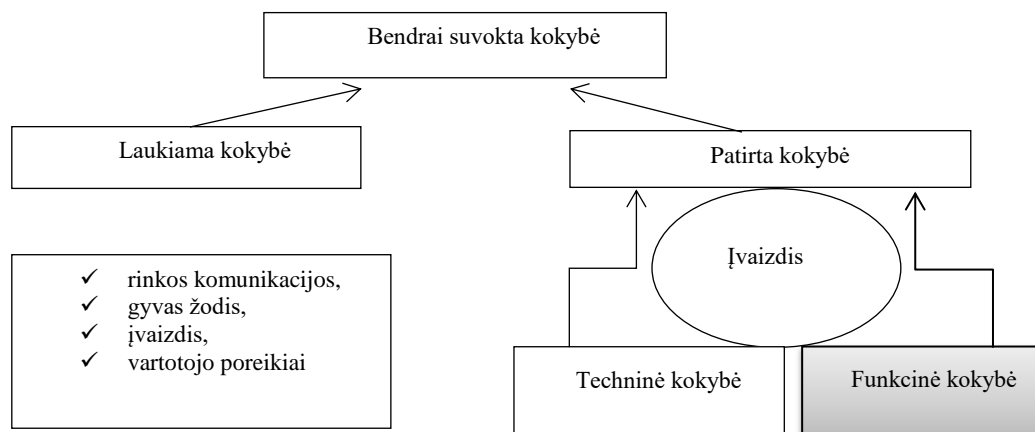 Bendrai suvokta kokybė
Laukiama kokybė
Patirta kokybė
Įvaizdis
✓ rinkos komunikacijos,
✓ gyvas žodis,
✓ įvaizdis,
✓ vartotojo poreikiai
Techninė kokybė
Funkcinė kokybė